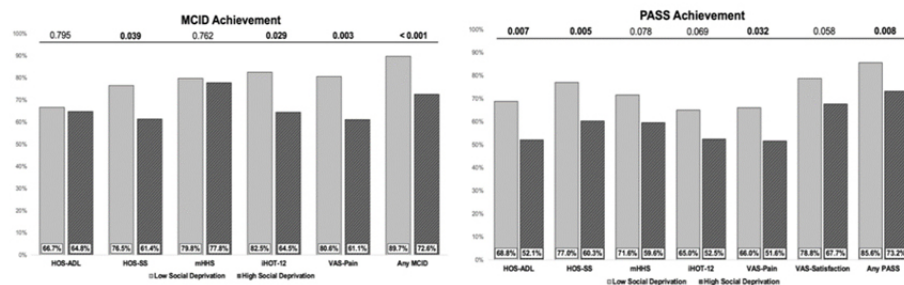 MCID Achievement
0.795 0.039 0.762 0.029 0.003 < 0.001
100%
90%
80%
70%
60%
50%
40%
30%
20%
10%
0%
66.7% 64.8% 76.5% 61.4% 79.8% 77.8% 82.5% 64.5% 80.6% 61.1% 89.7% 72.6%
HOS-ADL HOS-SS mHHS iHOT-12 VAS-Pain Any MCID
Low Social Deprivation High Social Deprivation
PASS Achievement
0.007 0.005 0.078 0.069 0.032 0.058 0.008
100%
90%
80%
70%
60%
50%
40%
30%
20%
10%
0%
68.8% 52.1% 77.0% 60.3% 71.6% 59.6% 65.0% 52.5% 66.0% 51.6% 78.8% 67.7% 85.6% 73.2%
HOS-ADL HOS-SS mHHS iHOT-12 VAS-Pain VAS-Satisfaction Any PASS
Low Social Deprivation High Social Deprivation